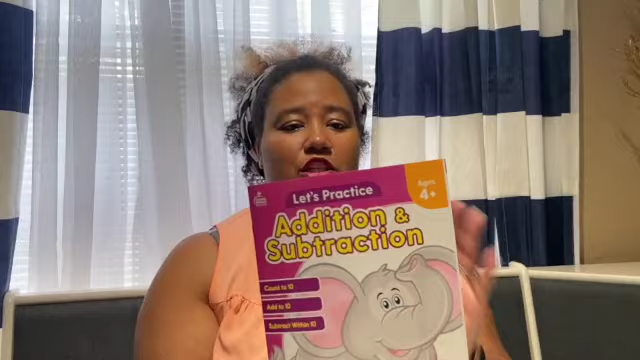 Let's Practice
Ages
4+
Addition &
Subtraction
Count to 10
Add to 10
Subtract Within 10